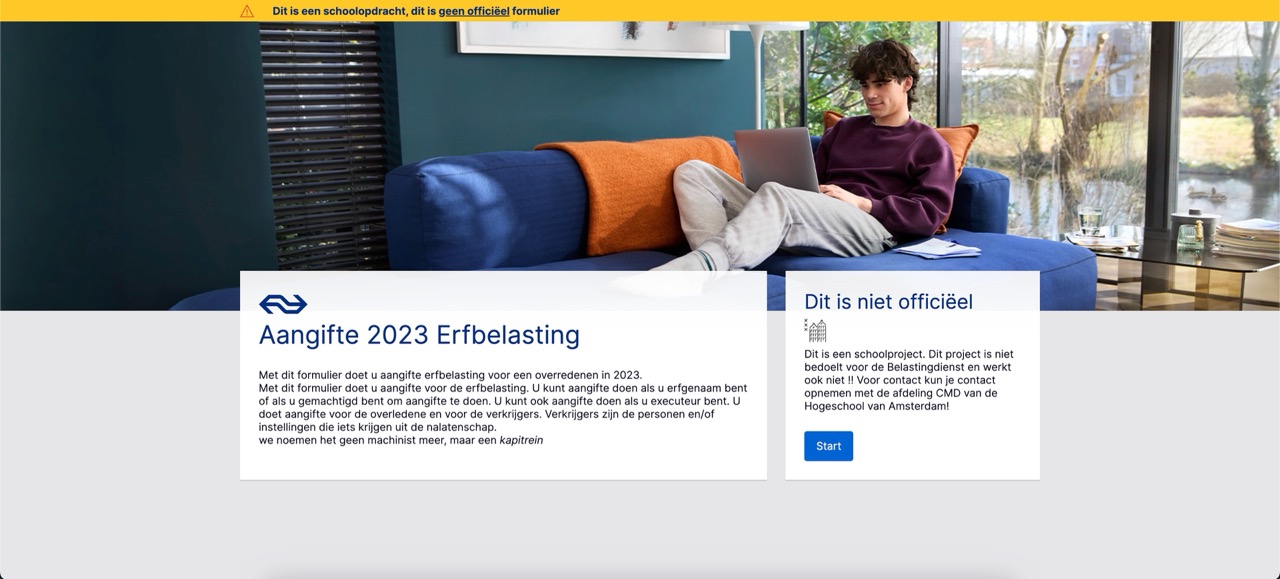 Dit is een schoolopdracht, dit is geen officiëel formulier
Aangifte 2023 Erfbelasting
Met dit formulier doet u aangifte erfbelasting voor een overredenen in 2023.
Met dit formulier doet u aangifte voor de erfbelasting. U kunt aangifte doen als u erfgenaam bent
of als u gemachtigd bent om aangifte te doen. U kunt ook aangifte doen als u executeur bent. U
doet aangifte voor de overledene en voor de verkrijgers. Verkrijgers zijn de personen en/of
instellingen die iets krijgen uit de nalatenschap.
we noemen het geen machinist meer, maar een kapitrein
Dit is niet officiëel
Dit is een schoolproject. Dit project is niet
bedoelt voor de Belastingdienst en werkt
ook niet !! Voor contact kun je contact
opnemen met de afdeling CMD van de
Hogeschool van Amsterdam!
Start